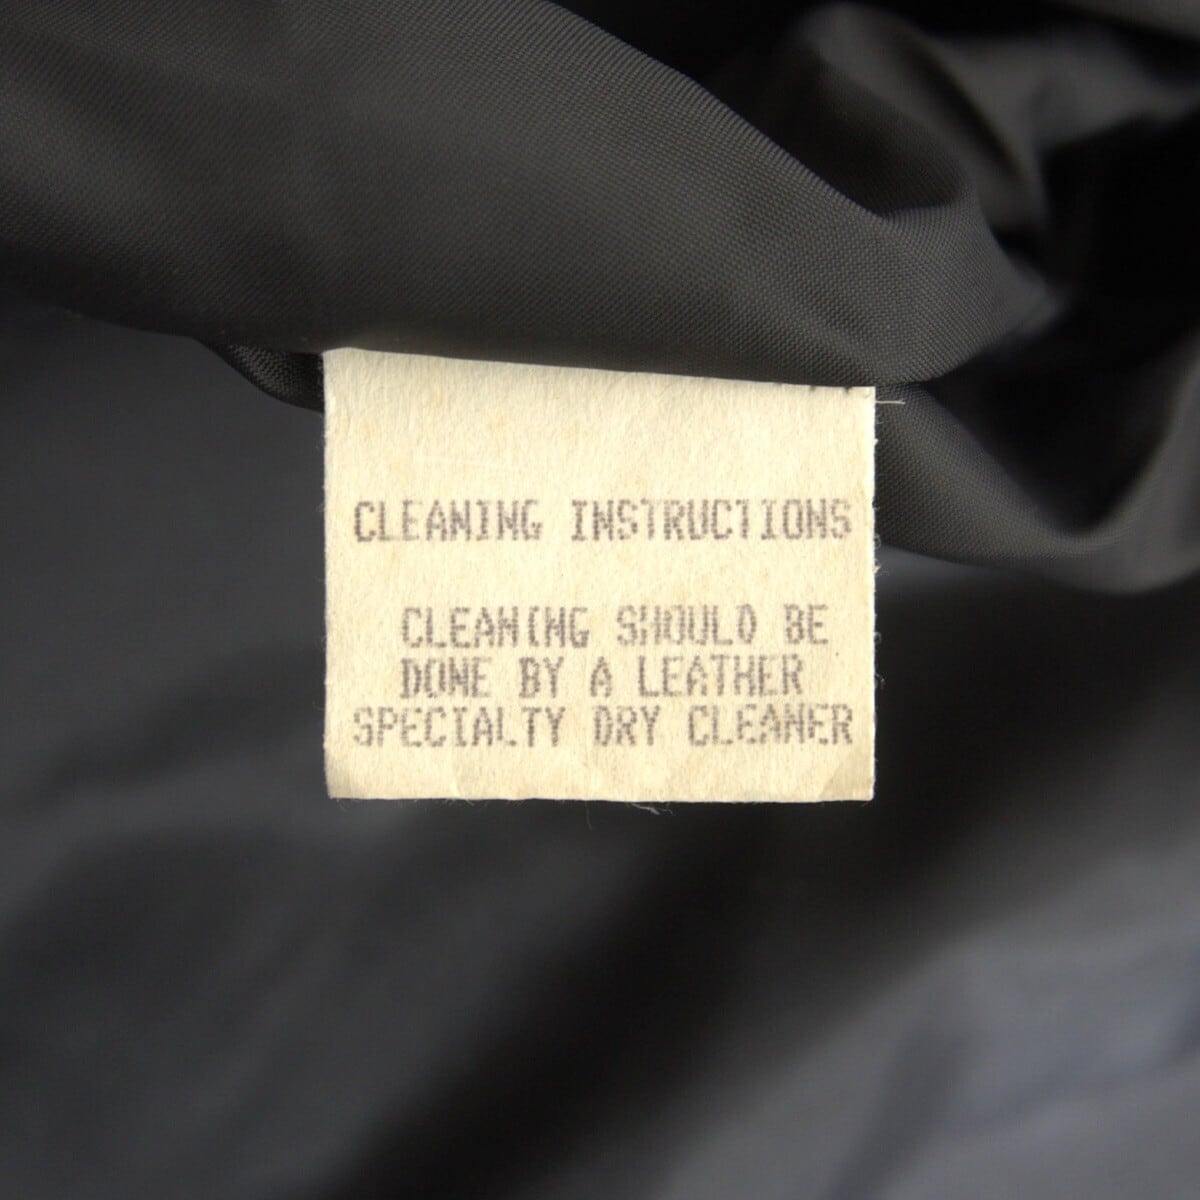 CLEANING INSTRUCTIONS
CLEANING SHOULD BE
DONE BY A LEATHER
SPECIALTY DRY CLEANER